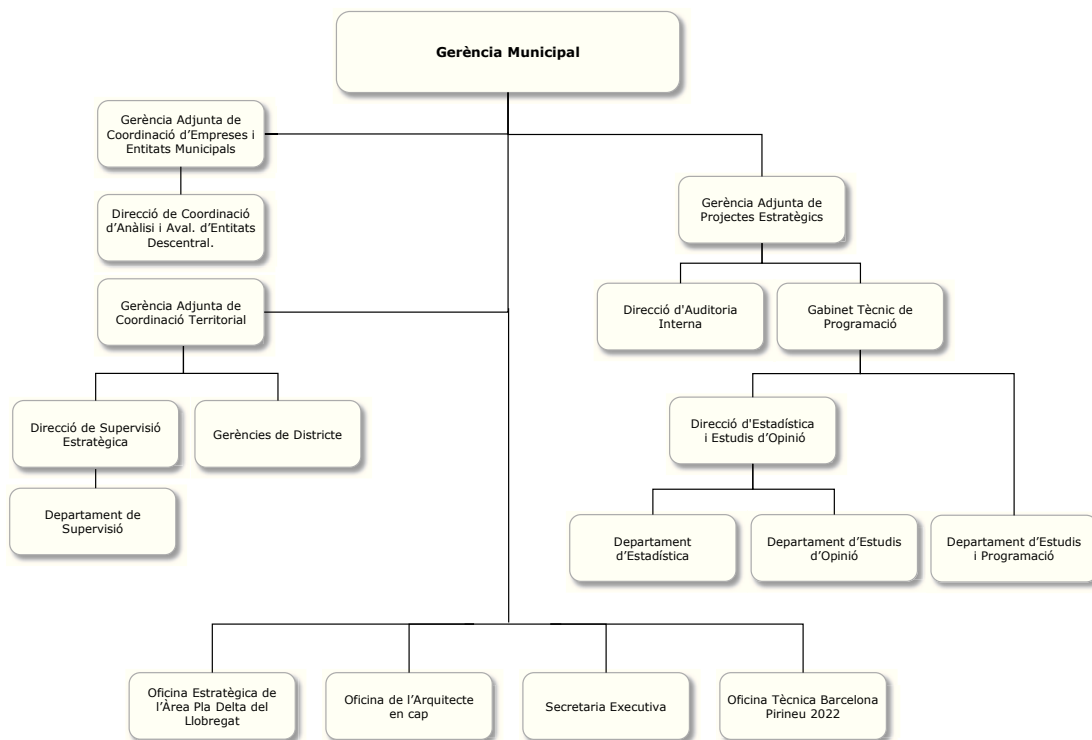 Gerència Municipal
Gerència Adjunta de
Coordinació d'Empreses i
Entitats Municipals
Direcció de Coordinació
d'Anàlisi i Aval. d'Entitats
Descentral.
Gerència Adjunta de
Projectes Estratègics
Gerència Adjunta de
Coordinació Territorial
Direcció d'Auditoria
Interna
Gabinet Tècnic de
Programació
Direcció de Supervisió
Estratègica
Gerències de Districte
Direcció d'Estadística
i Estudis d'Opinió
Departament de
Supervisió
Departament
d'Estadística
Departament d'Estudis
d'Opinió
Departament d'Estudis
i Programació
Oficina Estratègica de
l'Àrea Pla Delta del
Llobregat
Oficina de l'Arquitecte
en cap
Secretaria Executiva
Oficina Tècnica Barcelona
Pirineu 2022